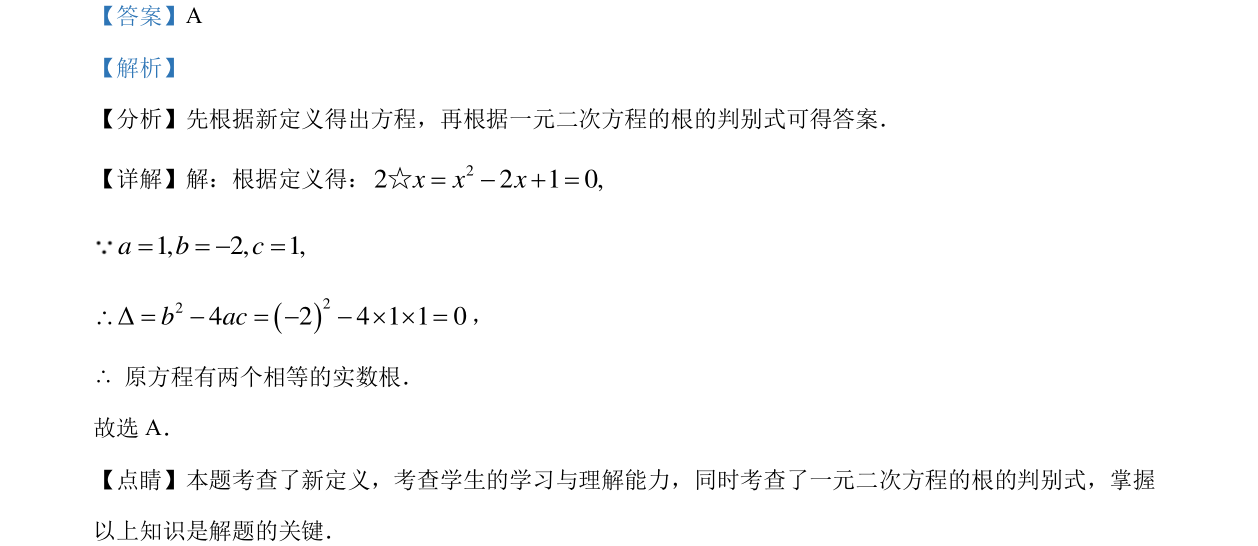 【答案】A
【解析】
【分析】先根据新定义得出方程，再根据一元二次方程的根的判别式可得答案．
【详解】解：根据定义得：2☆x = x² − 2x + 1 = 0,
∵a = 1, b = −2, c = 1,
∴Δ = b² − 4ac = (−2)² − 4×1×1 = 0，
∴ 原方程有两个相等的实数根．
故选 A．
【点睛】本题考查了新定义，考查学生的学习与理解能力，同时考查了一元二次方程的根的判别式，掌握
以上知识是解题的关键．